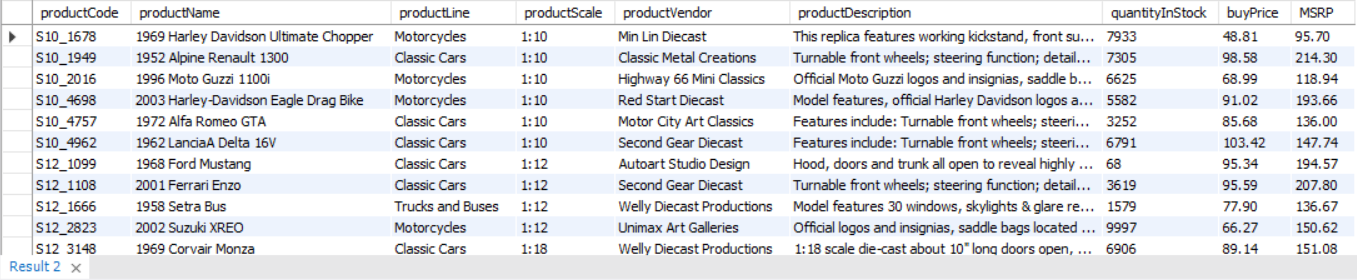 productCode productName productLine productScale productVendor productDescription quantityInStock buyPrice MSRP
S10_1678 1969 Harley Davidson Ultimate Chopper Motorcycles 1:10 Min Lin Diecast This replica features working kickstand, front su... 7933 48.81 95.70
S10_1949 1952 Alpine Renault 1300 Classic Cars 1:10 Classic Metal Creations Turnable front wheels; steering function; detail... 7305 98.58 214.30
S10_2016 1996 Moto Guzzi 1100i Motorcycles 1:10 Highway 66 Mini Classics Official Moto Guzzi logos and insignias, saddle b... 6625 68.99 118.94
S10_4698 2003 Harley-Davidson Eagle Drag Bike Motorcycles 1:10 Red Start Diecast Model features, official Harley Davidson logos a... 5582 91.02 193.66
S10_4757 1972 Alfa Romeo GTA Classic Cars 1:10 Motor City Art Classics Features include: Turnable front wheels; steeri... 3252 85.68 136.00
S10_4962 1962 LanciaA Delta 16V Classic Cars 1:10 Second Gear Diecast Features include: Turnable front wheels; steeri... 6791 103.42 147.74
S12_1099 1968 Ford Mustang Classic Cars 1:12 Autoart Studio Design Hood, doors and trunk all open to reveal highly ... 68 95.34 194.57
S12_1108 2001 Ferrari Enzo Classic Cars 1:12 Second Gear Diecast Turnable front wheels; steering function; detail... 3619 95.59 207.80
S12_1666 1958 Setra Bus Trucks and Buses 1:12 Welly Diecast Productions Model features 30 windows, skylights & glare re... 1579 77.90 136.67
S12_2823 2002 Suzuki XREO Motorcycles 1:12 Unimax Art Galleries Official logos and insignias, saddle bags located ... 9997 66.27 150.62
S12_3148 1969 Corvair Monza Classic Cars 1:18 Welly Diecast Productions 1:18 scale die-cast about 10" long doors open, ... 6906 89.14 151.08
Result 2